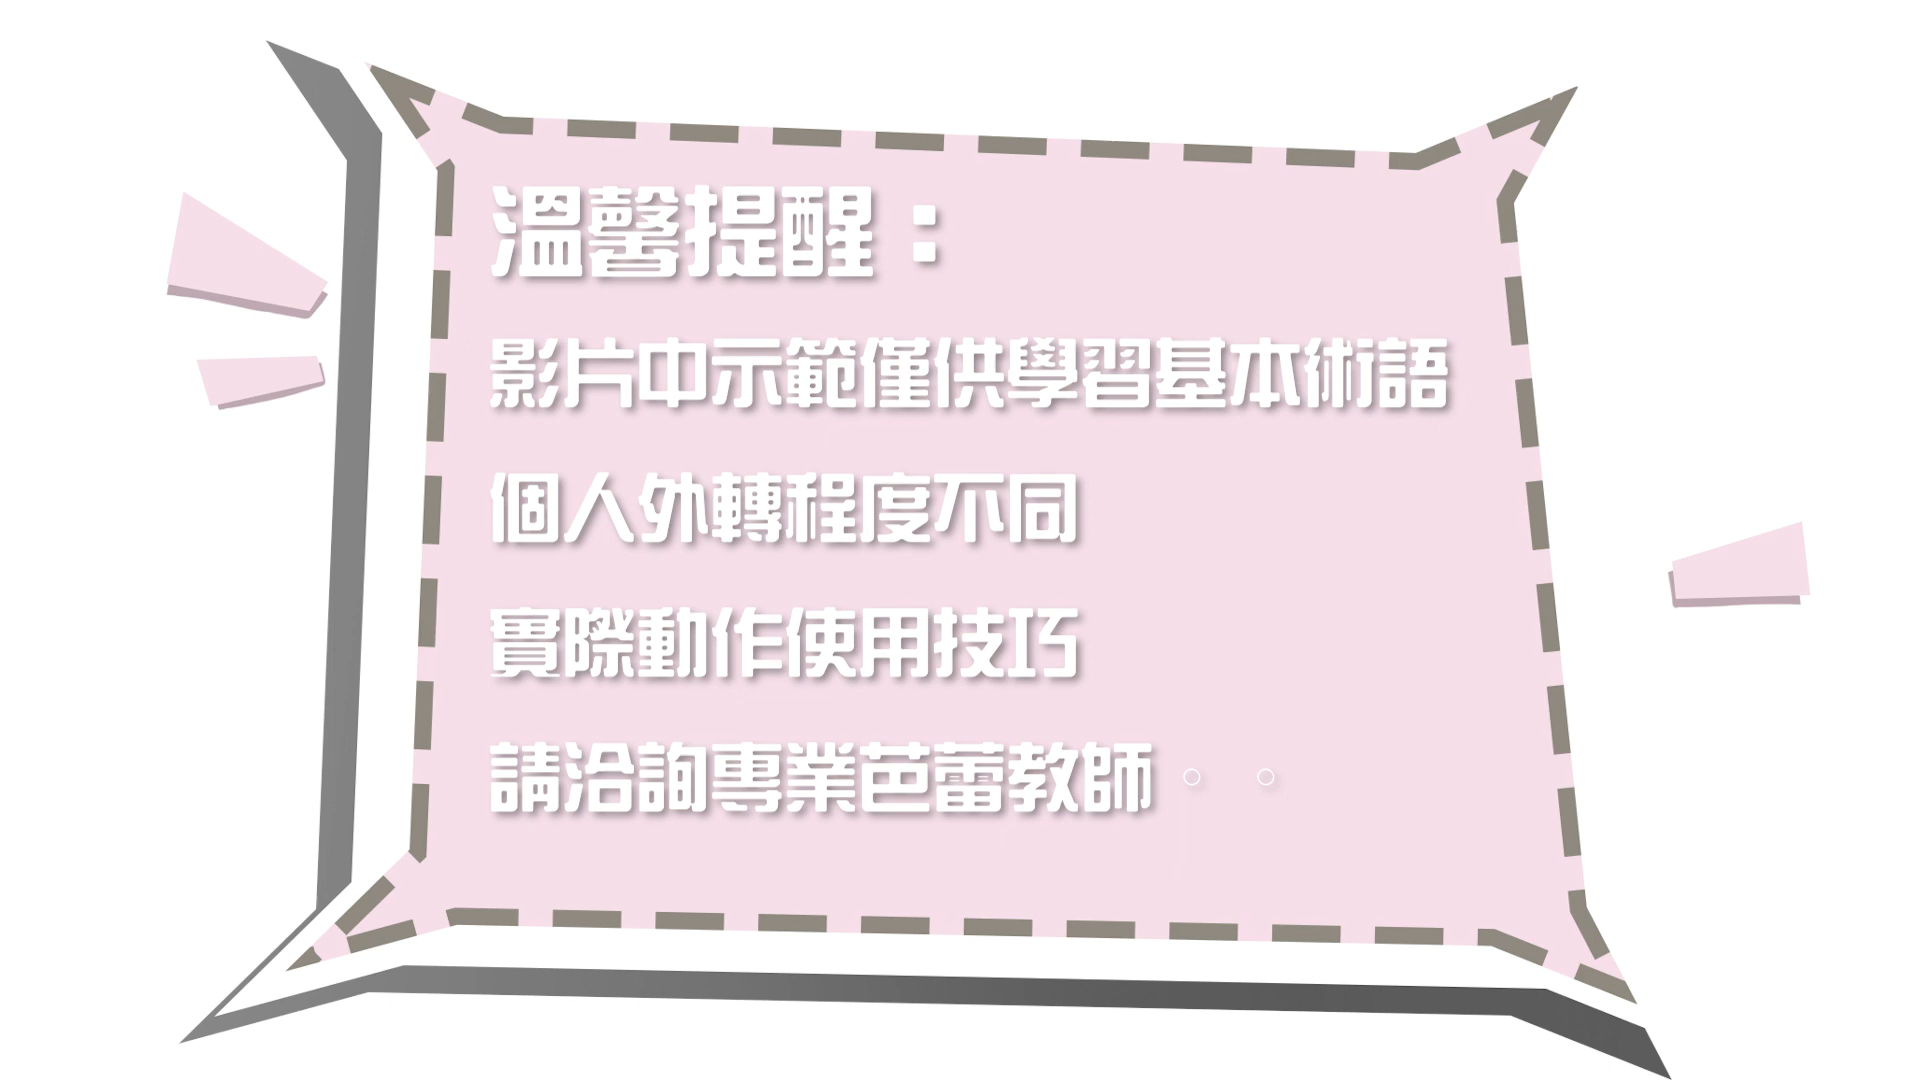 溫馨提醒：
影片中示範僅供學習基本術語
個人外轉程度不同
實際動作使用技巧
請洽詢專業芭蕾教師。。